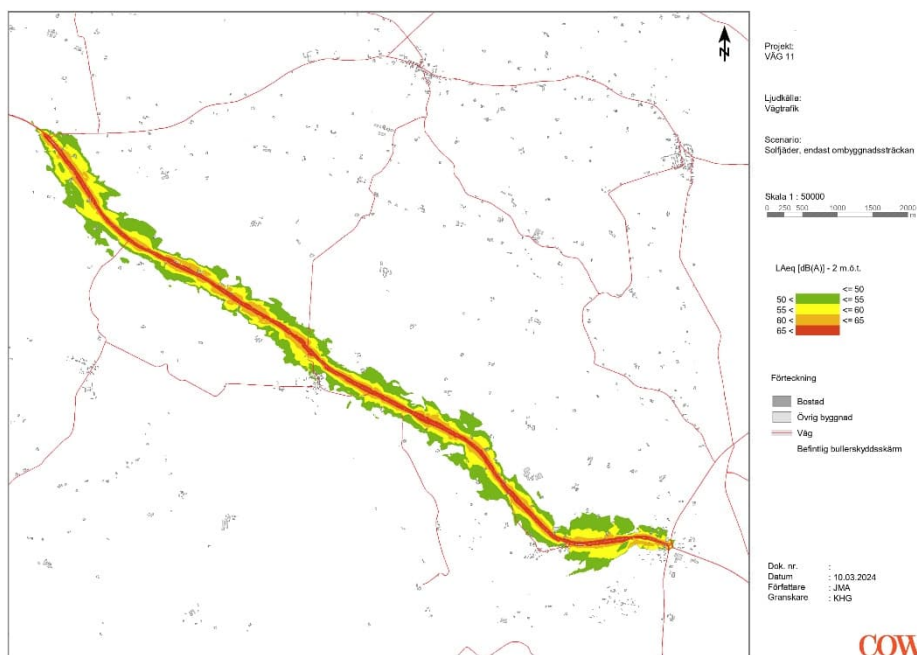 N
Projekt:
VÄG 11
Ljudkälla:
Vägtrafik
Scenario:
Solfjäder, endast ombyggnadssträckan
Skala 1 : 50000
0 250 500 1000 1500 2000
m
LAeq [dB(A)] - 2 m.ö.t.
<= 50
50 < <= 55
55 < <= 60
60 < <= 65
65 <
Förteckning
Bostad
Övrig byggnad
Väg
Befintlig bullerskyddsskärm
Dok. nr. :
Datum : 10.03.2024
Författare : JMA
Granskare : KHG
COW